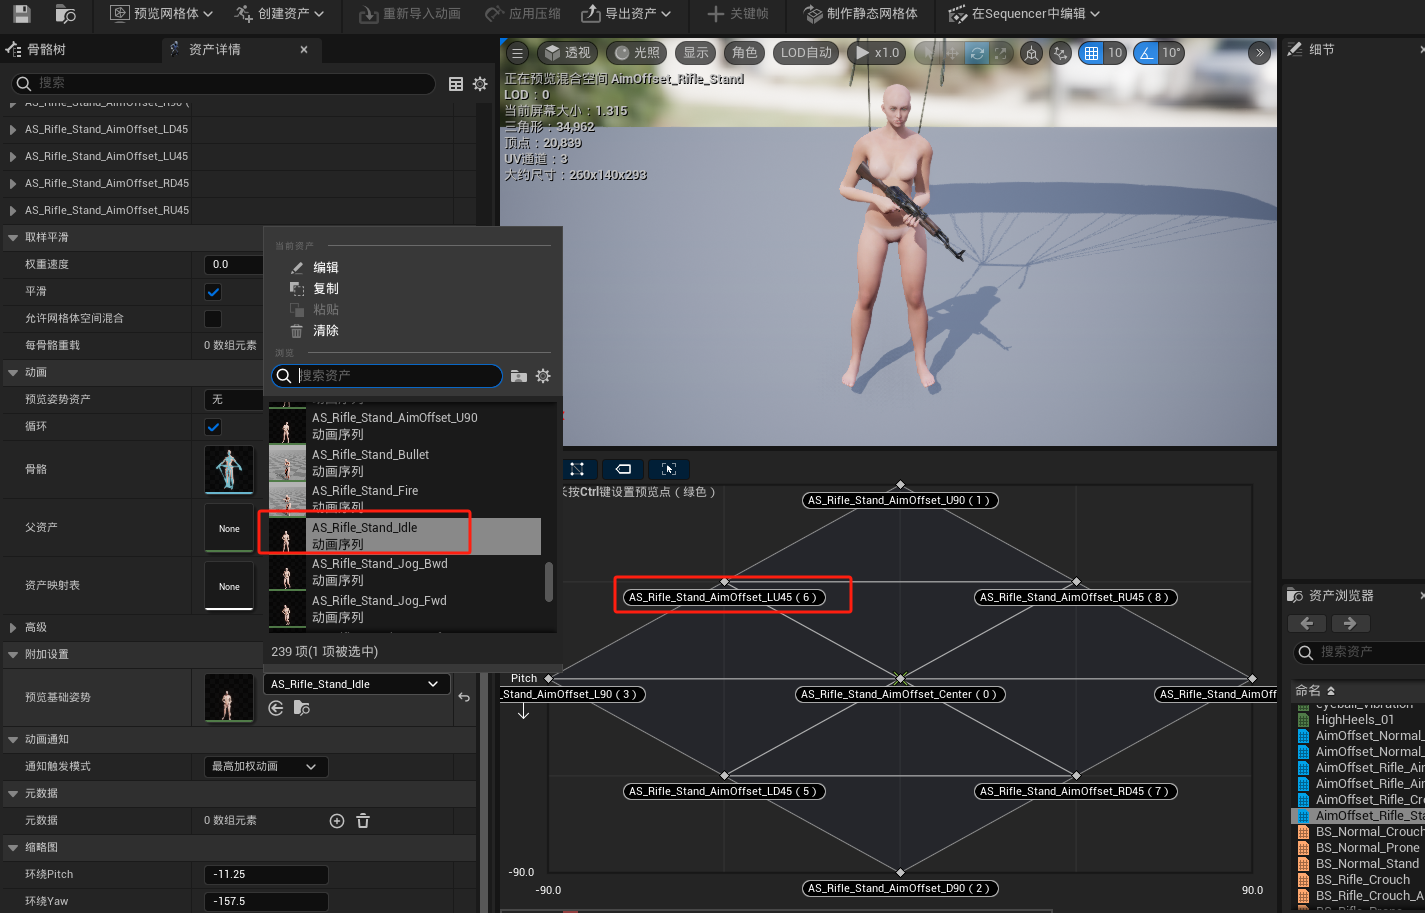 预览网格体
创建资产
重新导入动画
应用压缩
导出资产
关键帧
制作静态网格体
在Sequencer中编辑
骨骼树
资产详情
搜索
AS_Rifle_Stand_AimOffset_LD45
AS_Rifle_Stand_AimOffset_LU45
AS_Rifle_Stand_AimOffset_RD45
AS_Rifle_Stand_AimOffset_RU45
取样平滑
权重速度
0.0
平滑
允许网格体空间混合
每骨骼重载
0 数组元素
动画
预览姿势资产
无
循环
骨骼
父资产
None
资产映射表
None
高级
附加设置
预览基础姿势
AS_Rifle_Stand_Idle
动画通知
通知触发模式
最高加权动画
元数据
元数据
0 数组元素
缩略图
环绕Pitch
-11.25
环绕Yaw
-157.5
当前资产
编辑
复制
粘贴
清除
浏览
搜索资产
AS_Rifle_Stand_AimOffset_U90
动画序列
AS_Rifle_Stand_Bullet
动画序列
AS_Rifle_Stand_Fire
动画序列
AS_Rifle_Stand_Idle
动画序列
AS_Rifle_Stand_Jog_Bwd
动画序列
AS_Rifle_Stand_Jog_Fwd
动画序列
239 项(1 项被选中)
透视
光照
显示
角色
LOD自动
x1.0
10
10°
正在预览混合空间 AimOffset_Rifle_Stand
LOD：0
当前屏幕大小：1.315
三角形：34,962
顶点：20,839
UV通道：3
大约尺寸：260x140x293
长按Ctrl键设置预览点（绿色）
AS_Rifle_Stand_AimOffset_U90 ( 1 )
AS_Rifle_Stand_AimOffset_LU45 ( 6 )
AS_Rifle_Stand_AimOffset_RU45 ( 8 )
Pitch
_Stand_AimOffset_L90 ( 3 )
AS_Rifle_Stand_AimOffset_Center ( 0 )
AS_Rifle_Stand_AimOff
AS_Rifle_Stand_AimOffset_LD45 ( 5 )
AS_Rifle_Stand_AimOffset_RD45 ( 7 )
-90.0
-90.0
AS_Rifle_Stand_AimOffset_D90 ( 2 )
90.0
细节
资产浏览器
搜索资产
命名
eyeball_vibration
HighHeels_01
AimOffset_Normal_
AimOffset_Normal_
AimOffset_Rifle_Air
AimOffset_Rifle_Air
AimOffset_Rifle_Cro
AimOffset_Rifle_Sta
BS_Normal_Crouch
BS_Normal_Prone
BS_Normal_Stand
BS_Rifle_Crouch
BS_Rifle_Crouch_A